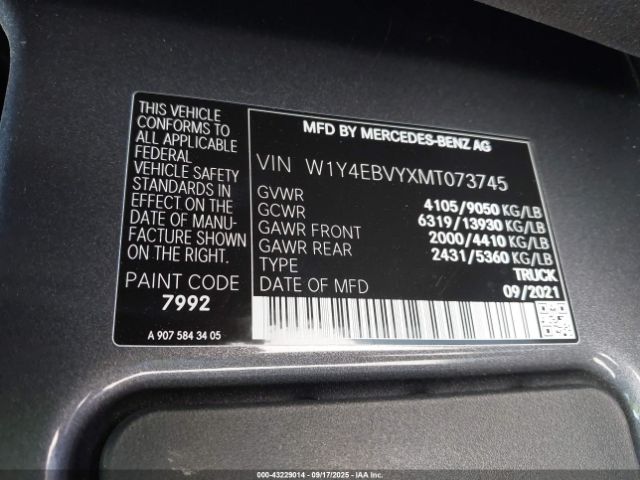 THIS VEHICLE
CONFORMS TO
ALL APPLICABLE
FEDERAL
VEHICLE SAFETY
STANDARDS IN
EFFECT ON THE
DATE OF MANU-
FACTURE SHOWN
ON THE RIGHT.
PAINT CODE
7992
A 907 584 34 05
MFD BY MERCEDES-BENZ AG
VIN W1Y4EBVYXMT073745
GVWR 4105/9050 KG/LB
GCWR 6319/13930 KG/LB
GAWR FRONT 2000/4410 KG/LB
GAWR REAR 2431/5360 KG/LB
TYPE TRUCK
DATE OF MFD 09/2021
000-43229014 - 09/17/2025 - IAAI.COM